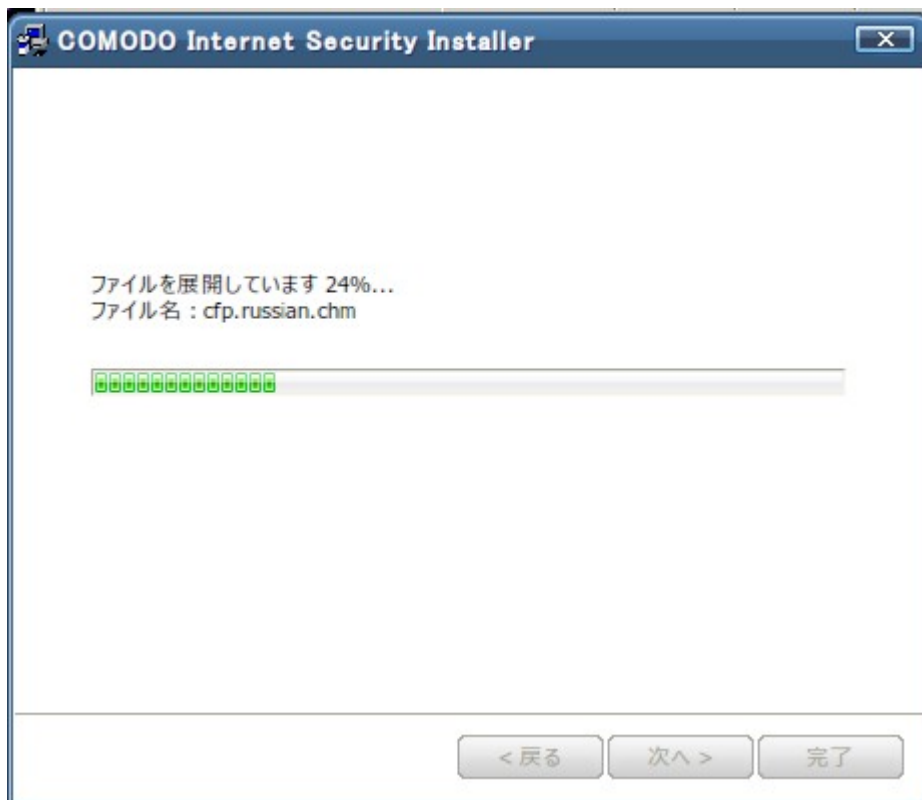 COMODO Internet Security Installer
ファイルを展開しています 24%...
ファイル名 : cfp.russian.chm
< 戻る 次へ > 完了